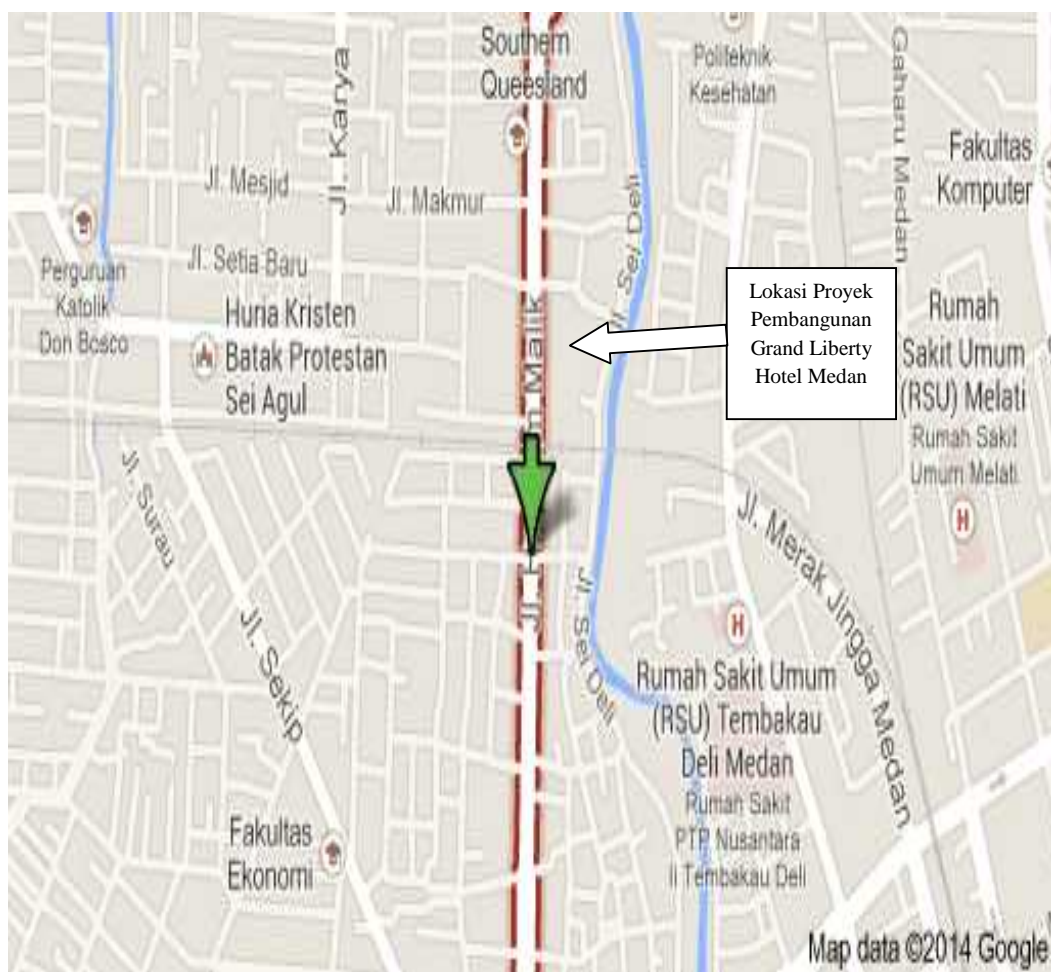 Southern
Queesland
Politeknik
Kesehatan
Gaharu Medan
Fakultas
Komputer
Jl. Karya
Jl. Mesjid
Jl. Makmur
Jl. Setia Baru
Jl. Sei Deli
Perguruan
Katolik
Don Bosco
Huria Kristen
Batak Protestan
Sei Agul
Malik
Lokasi Proyek
Pembangunan
Grand Liberty
Hotel Medan
Rumah
Sakit Umum
(RSU) Melati
Rumah Sakit
Umum Melati
H
Jl. Surau
Jl. Sekip
Jl. H
Jl. Sei Deli
Jl. Merak Jingga Medan
H
Rumah Sakit Umum
(RSU) Tembakau
Deli Medan
Rumah Sakit
PTP Nusantara
II Tembakau Deli
Fakultas
Ekonomi
Map data ©2014 Google